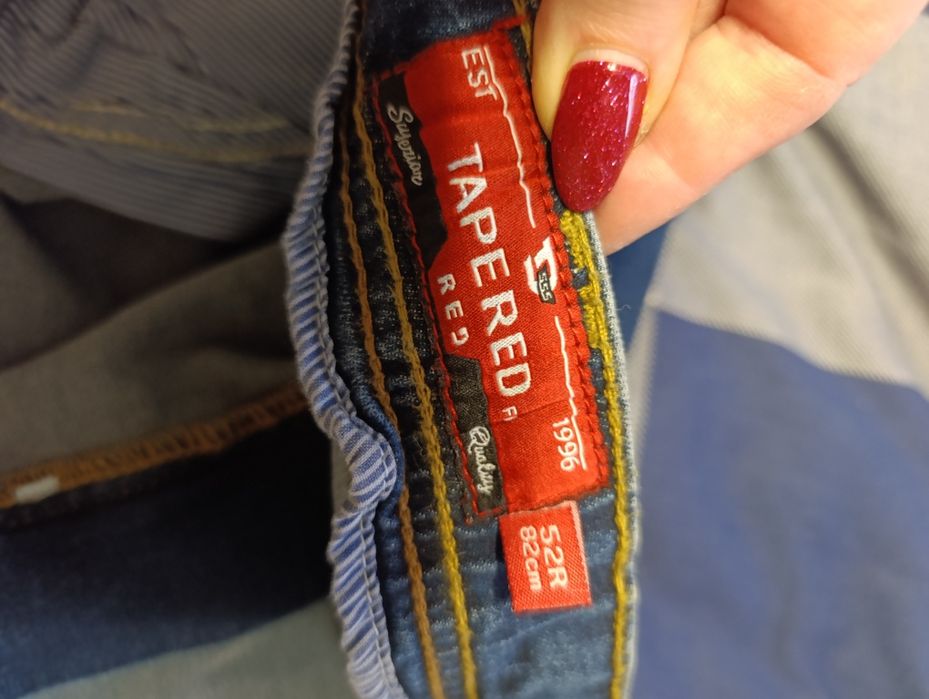 EST
1996
Superior
Quality
TAPERED
RED
52R
82cm